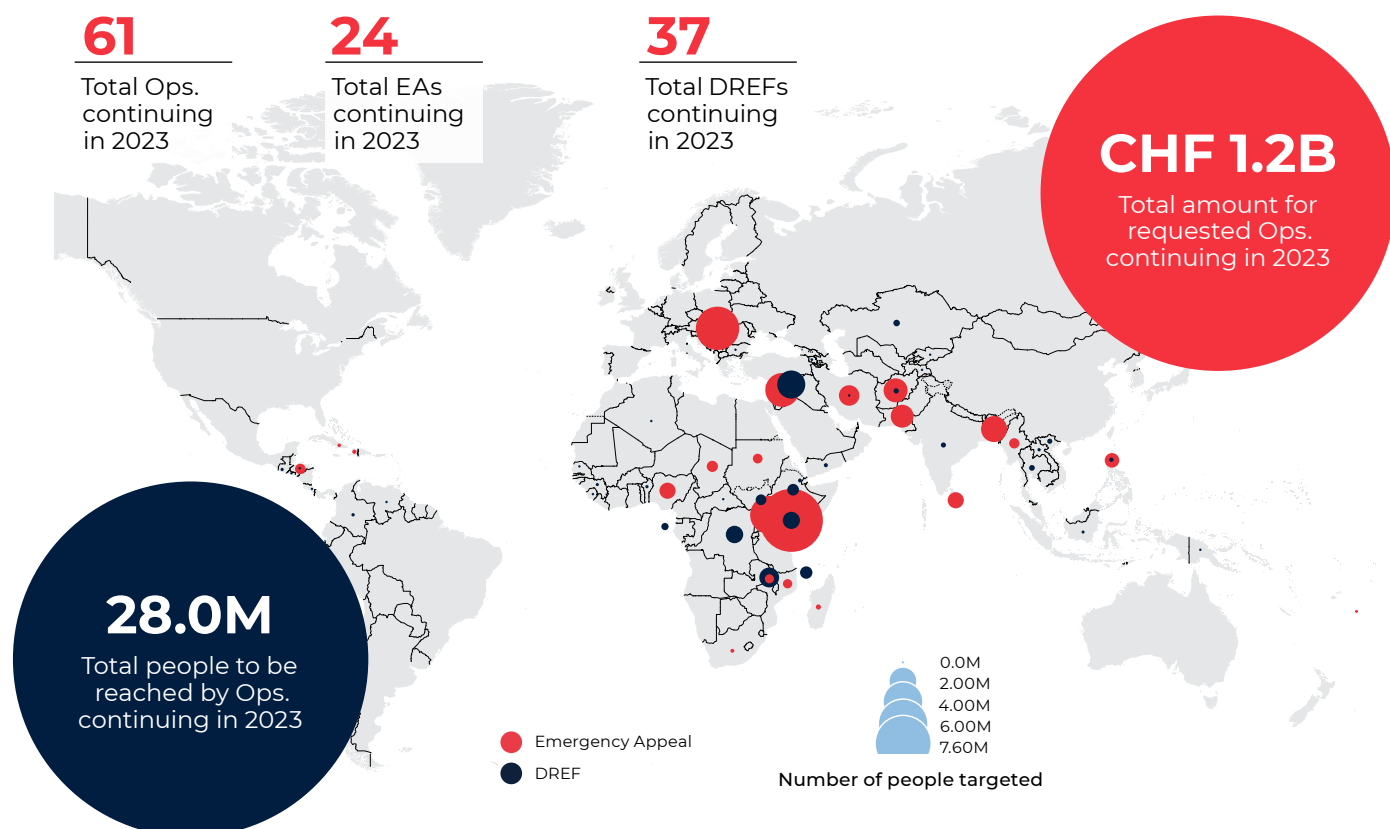 61
Total Ops.
continuing
in 2023
24
Total EAs
continuing
in 2023
37
Total DREFs
continuing
in 2023
CHF 1.2B
Total amount for
requested Ops.
continuing in 2023
28.0M
Total people to be
reached by Ops.
continuing in 2023
Emergency Appeal
DREF
0.0M
2.00M
4.00M
6.00M
7.60M
Number of people targeted